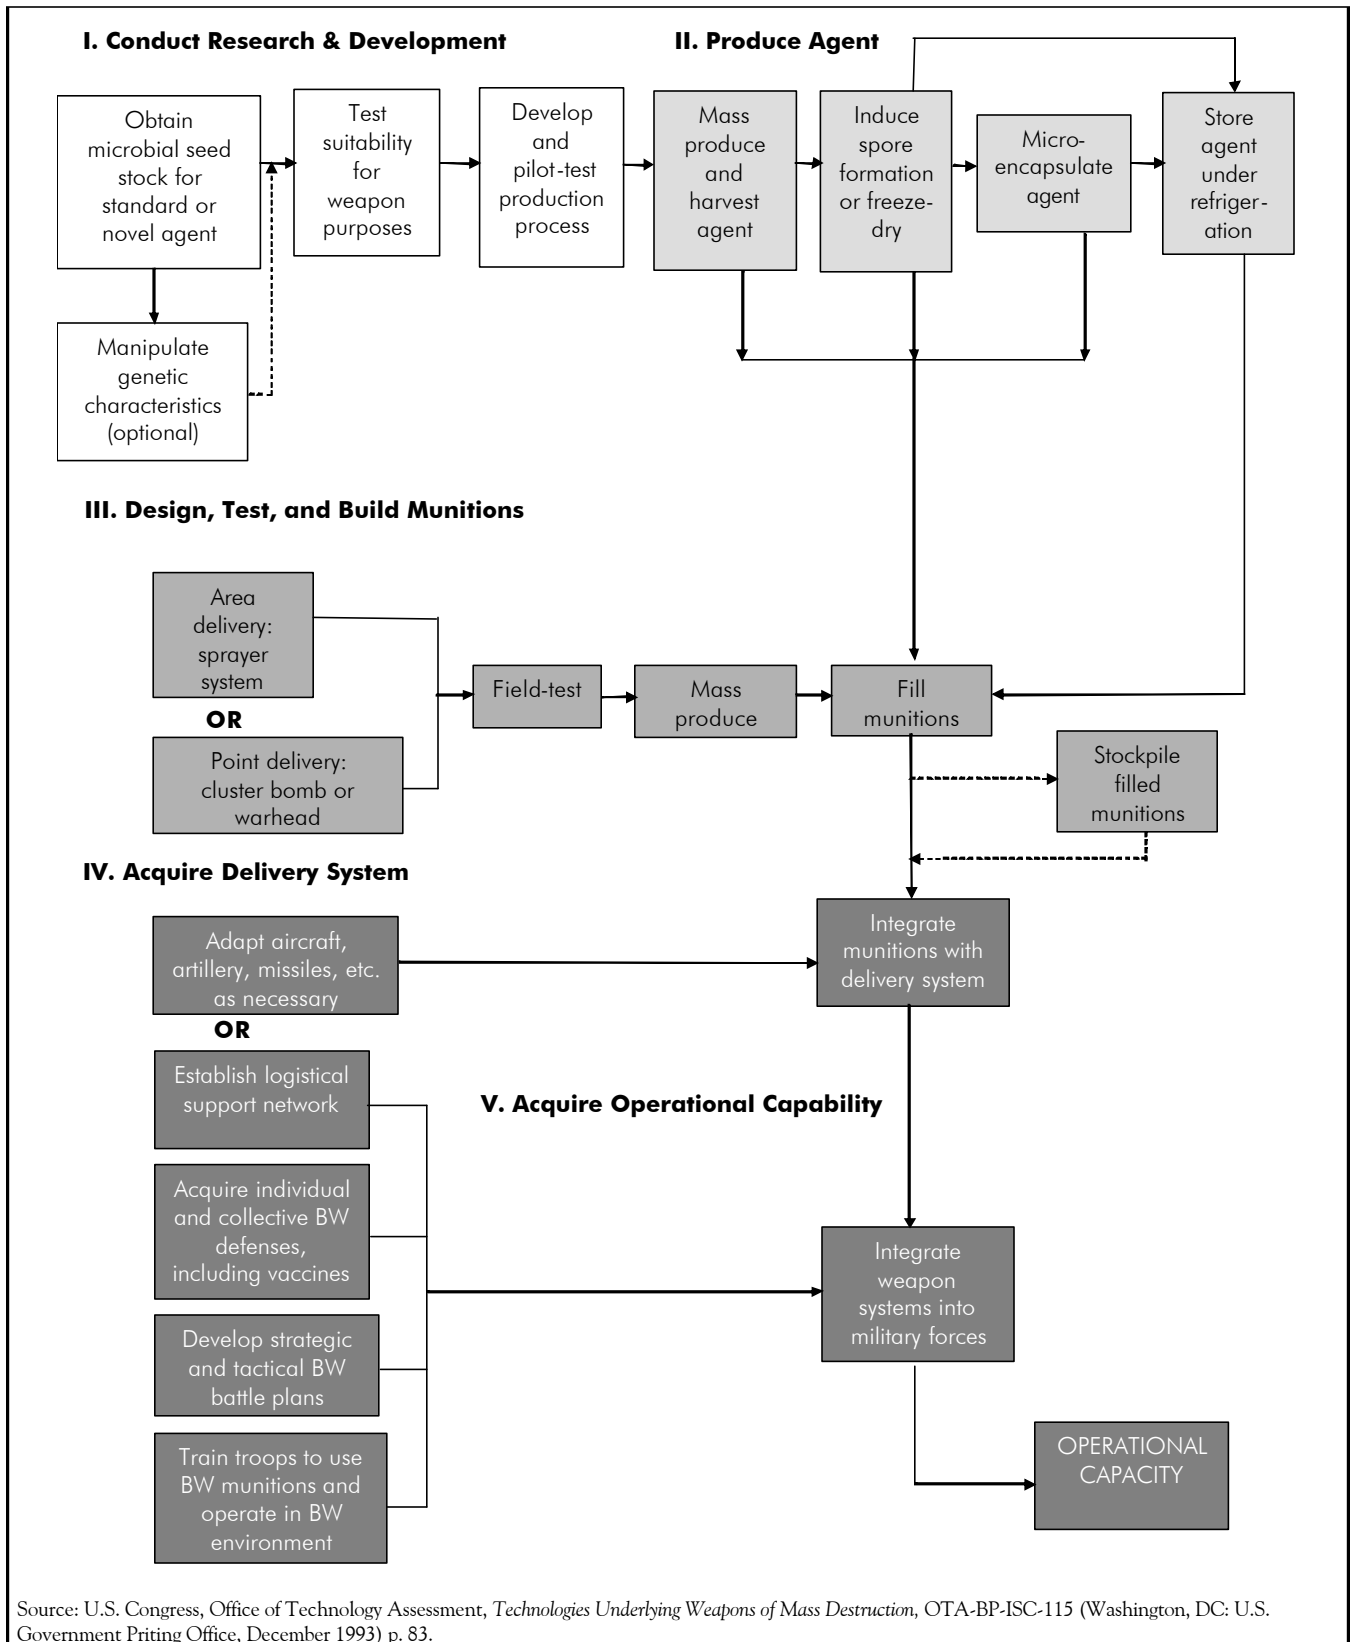 I. Conduct Research & Development
II. Produce Agent
Obtain
microbial seed
stock for
standard or
novel agent
Test
suitability
for
weapon
purposes
Develop
and
pilot-test
production
process
Mass
produce
and
harvest
agent
Induce
spore
formation
or freeze-
dry
Micro-
encapsulate
agent
Store
agent
under
refriger-
ation
Manipulate
genetic
characteristics
(optional)
III. Design, Test, and Build Munitions
Area
delivery:
sprayer
system
OR
Point delivery:
cluster bomb or
warhead
Field-test
Mass
produce
Fill
munitions
Stockpile
filled
munitions
IV. Acquire Delivery System
Adapt aircraft,
artillery, missiles, etc.
as necessary
OR
Integrate
munitions with
delivery system
Establish logistical
support network
V. Acquire Operational Capability
Acquire individual
and collective BW
defenses,
including vaccines
Develop strategic
and tactical BW
battle plans
Train troops to use
BW munitions and
operate in BW
environment
Integrate
weapon
systems into
military forces
OPERATIONAL
CAPACITY
Source: U.S. Congress, Office of Technology Assessment, Technologies Underlying Weapons of Mass Destruction, OTA-BP-ISC-115 (Washington, DC: U.S.
Government Priting Office, December 1993) p. 83.